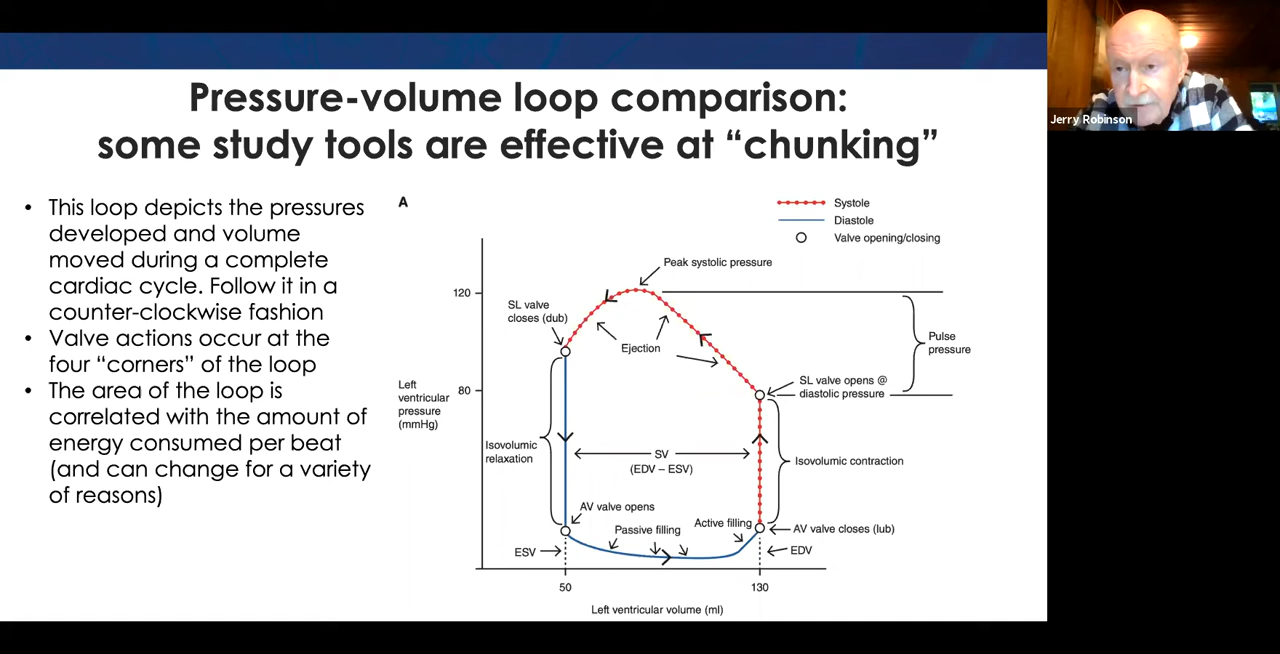 Pressure-volume loop comparison:
some study tools are effective at “chunking”
Jerry Robinson
• This loop depicts the pressures
developed and volume
moved during a complete
cardiac cycle. Follow it in a
counter-clockwise fashion
• Valve actions occur at the
four “corners” of the loop
• The area of the loop is
correlated with the amount of
energy consumed per beat
(and can change for a variety
of reasons)
A
Systole
Diastole
Valve opening/closing
Peak systolic pressure
120
SL valve
closes (dub)
Ejection
Pulse
pressure
Left
ventricular
pressure
(mmHg)
80
SL valve opens @
diastolic pressure
Isovolumic
relaxation
SV
(EDV – ESV)
Isovolumic contraction
AV valve opens
Passive filling
Active filling
AV valve closes (lub)
ESV
EDV
50
130
Left ventricular volume (ml)